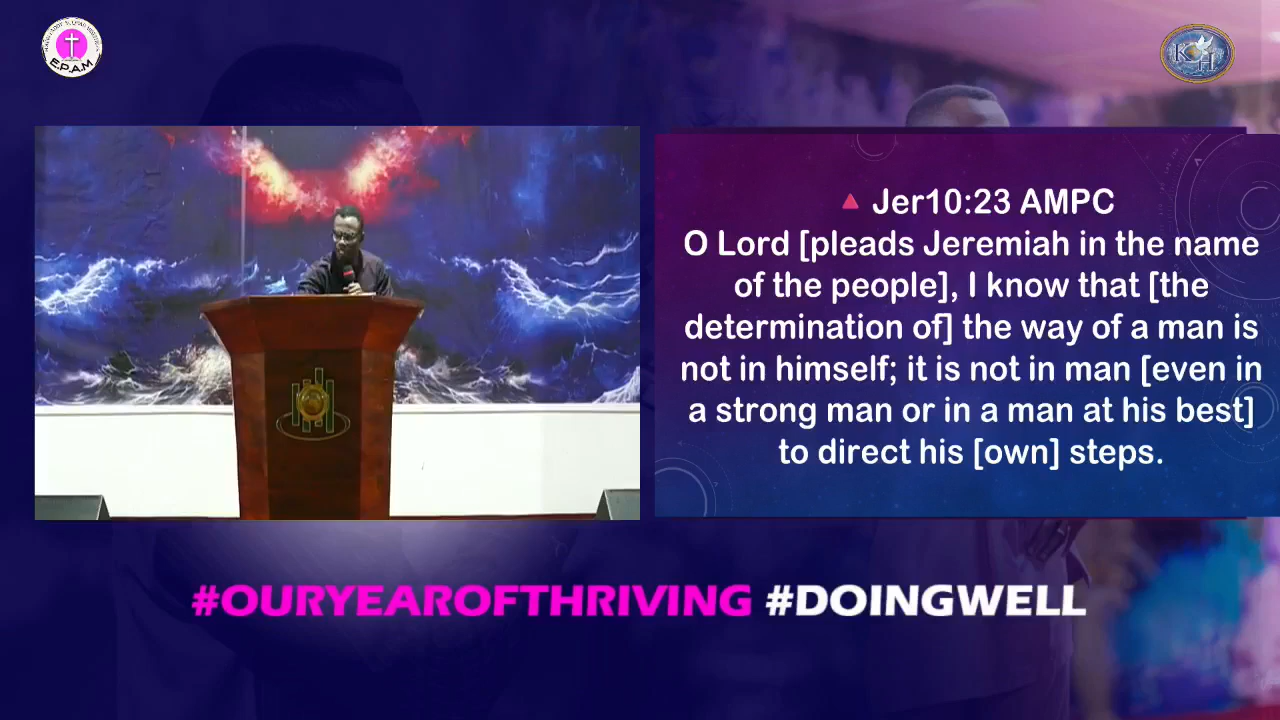 E.P.A.M
KH
Jer10:23 AMPC
O Lord [pleads Jeremiah in the name
of the people], I know that [the
determination of] the way of a man is
not in himself; it is not in man [even in
a strong man or in a man at his best]
to direct his [own] steps.
#OURYEAROFTHRIVING #DOINGWELL